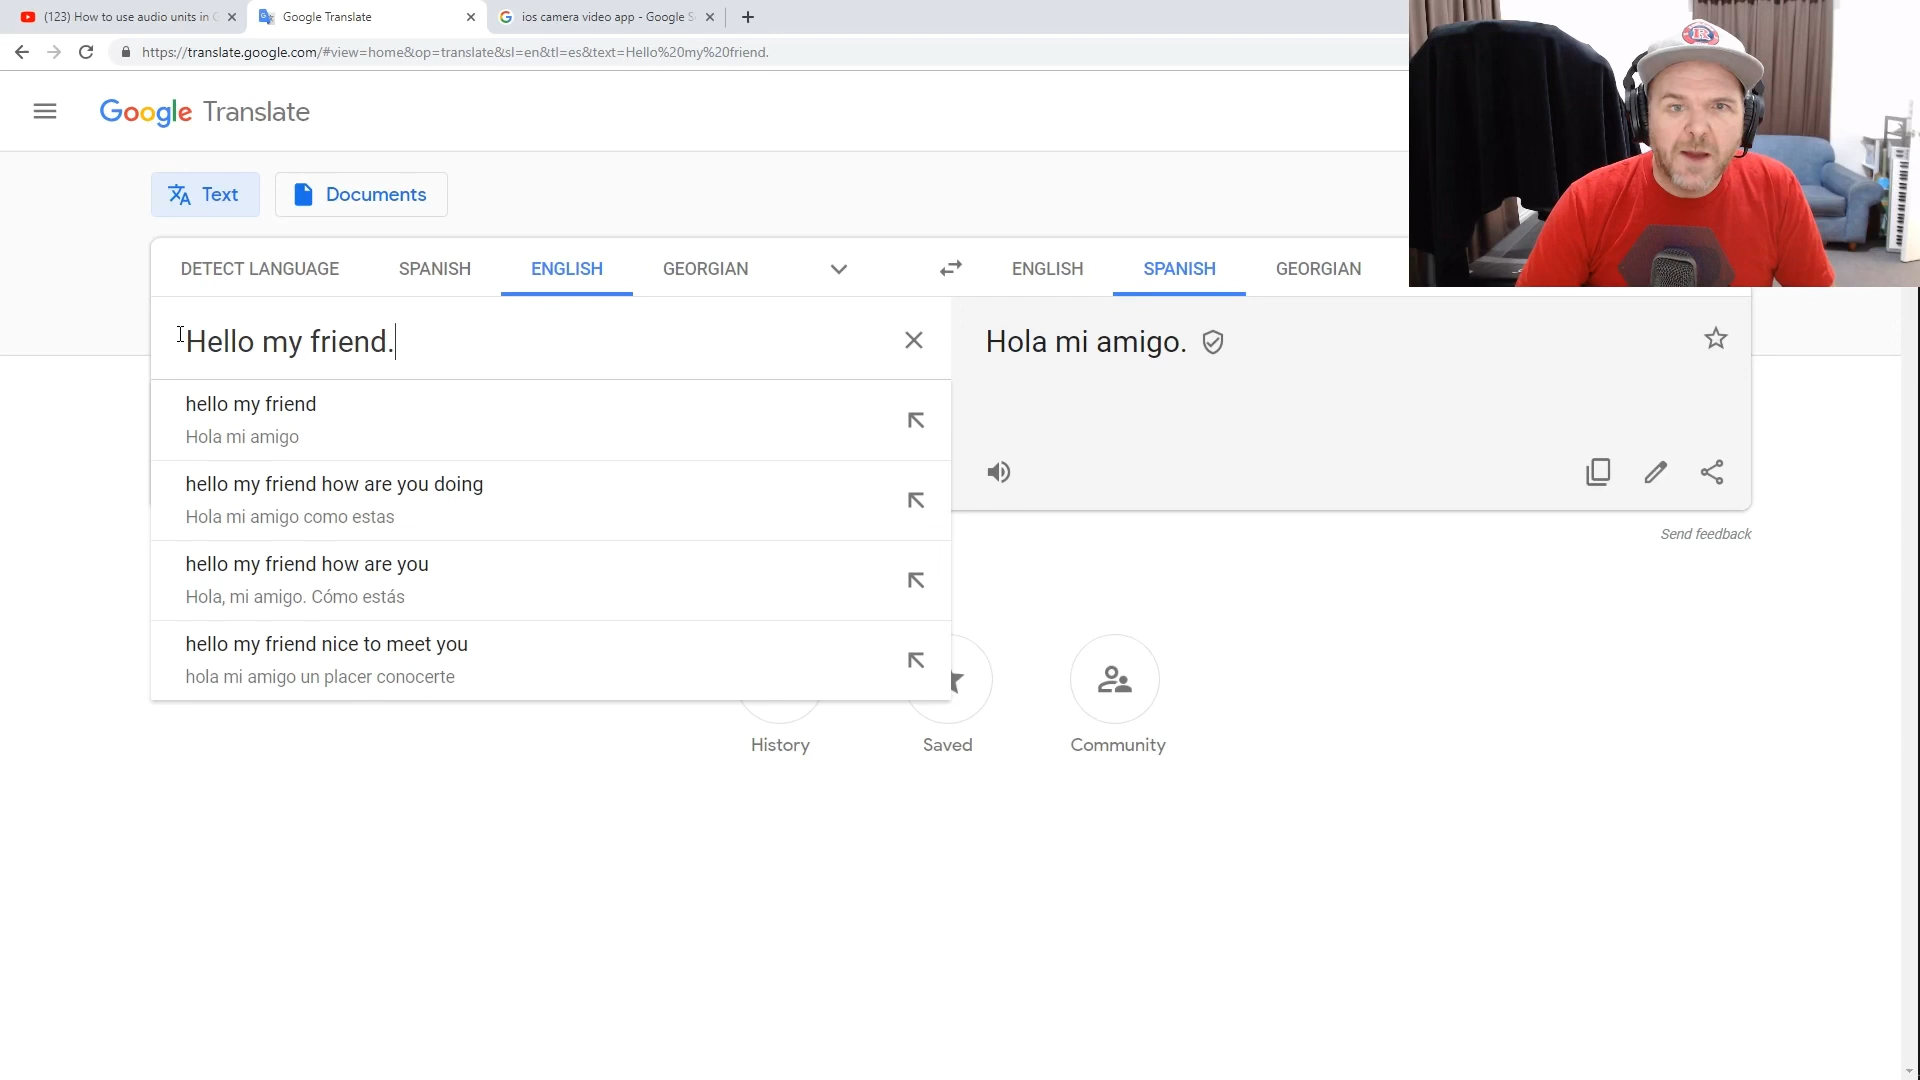 (123) How to use audio units in
Google Translate
ios camera video app - Google S
https://translate.google.com/#view=home&op=translate&sl=en&tl=es&text=Hello%20my%20friend.
Google Translate
Text
Documents
DETECT LANGUAGE
SPANISH
ENGLISH
GEORGIAN
ENGLISH
SPANISH
GEORGIAN
Hello my friend.
Hola mi amigo.
hello my friend
Hola mi amigo
hello my friend how are you doing
Hola mi amigo como estas
hello my friend how are you
Hola, mi amigo. Cómo estás
hello my friend nice to meet you
hola mi amigo un placer conocerte
Send feedback
History
Saved
Community